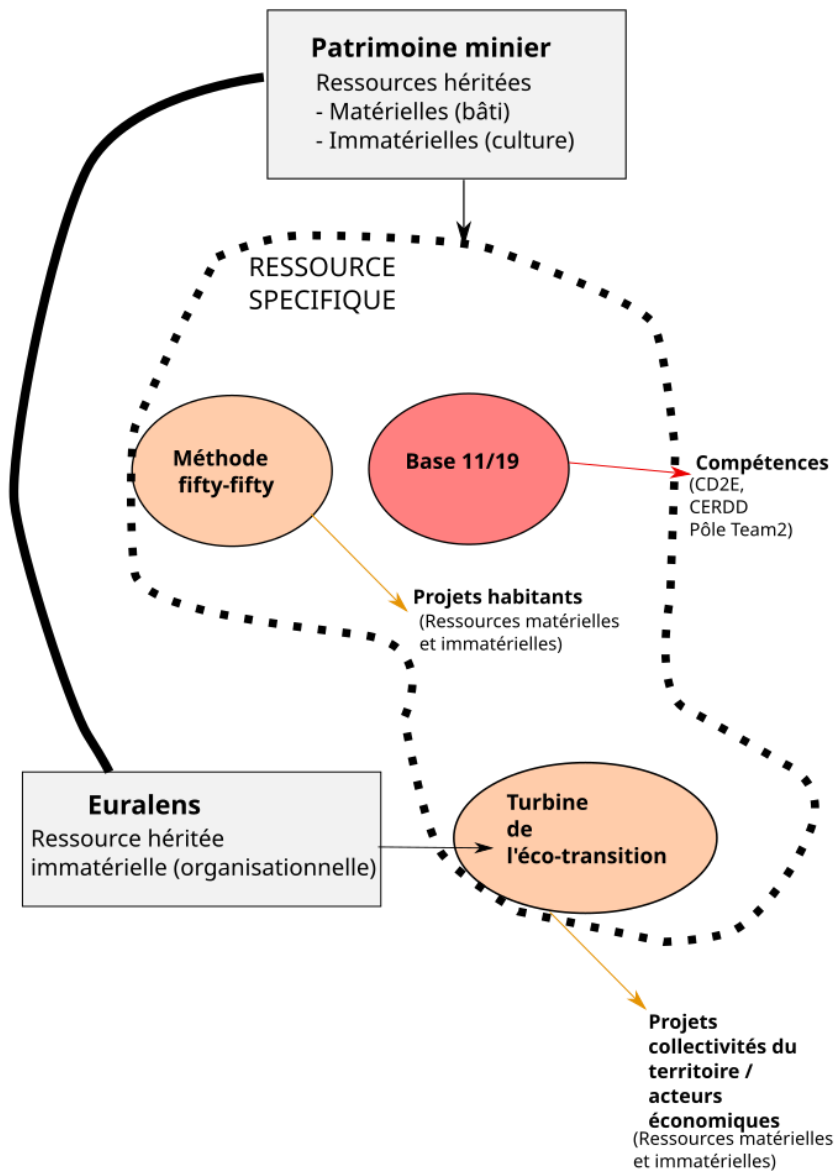 Patrimoine minier
Ressources héritées
- Matérielles (bâti)
- Immatérielles (culture)
RESSOURCE
SPECIFIQUE
Méthode
fifty-fifty
Base 11/19
Compétences
(CD2E,
CERDD
Pôle Team2)
Projets habitants
(Ressources matérielles
et immatérielles)
Euralens
Ressource héritée
immatérielle (organisationnelle)
Turbine
de
l'éco-transition
Projets
collectivités du
territoire /
acteurs
économiques
(Ressources matérielles
et immatérielles)